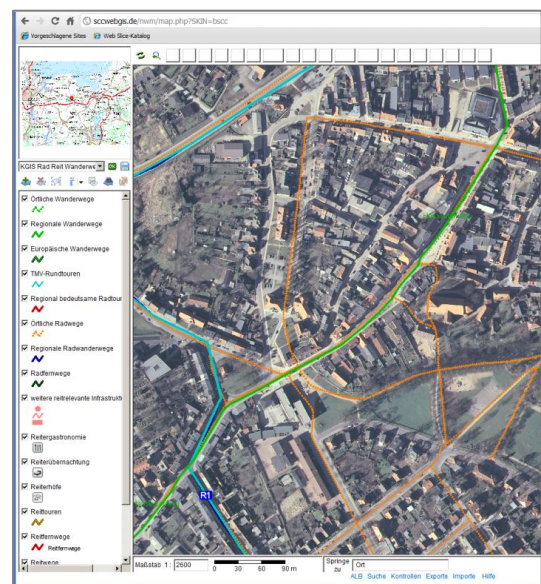 sccwebgis.de/nwm/map.php?SKIN=bscc
Vorgeschlagene Sites Web Slice-Katalog
KGIS Rad Reit Wanderwe
Örtliche Wanderwege
Regionale Wanderwege
Europäische Wanderwege
TMV-Rundtouren
Regional bedeutsame Radtour
Örtliche Radwege
Regionale Radwanderwege
Radfernwege
weitere reitrelevante Infrastrukt
Reitergastronomie
Reiterübernachtung
Reiterhöfe
Reittouren
Reitfernwege
Reitfernwege
Reitwege
R1
Maßstab 1 : 2600
0 30 60 90 m
Springe zu Ort
ALB Suche Kontrollen Exporte Importe Hilfe